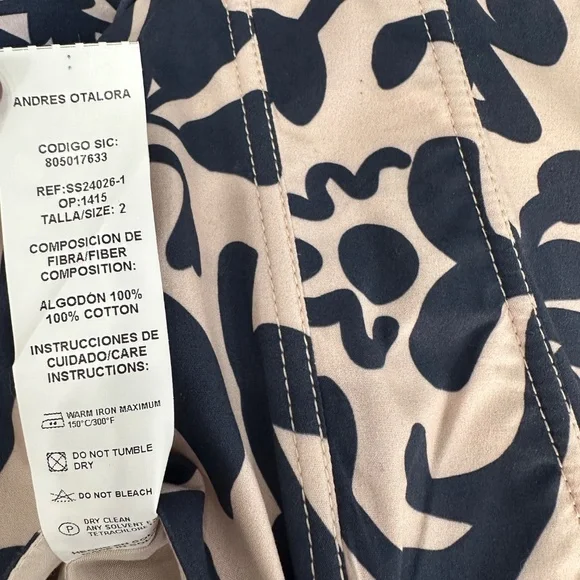 ANDRES OTALORA
CODIGO SIC:
805017633
REF:SS24026-1
OP:1415
TALLA/SIZE: 2
COMPOSICION DE
FIBRA/FIBER
COMPOSITION:
ALGODÓN 100%
100% COTTON
INSTRUCCIONES DE
CUIDADO/CARE
INSTRUCTIONS:
WARM IRON MAXIMUM
150°C/300°F
DO NOT TUMBLE
DRY
DO NOT BLEACH
P DRY CLEAN
ANY SOLVENT E
TETRACHLORE